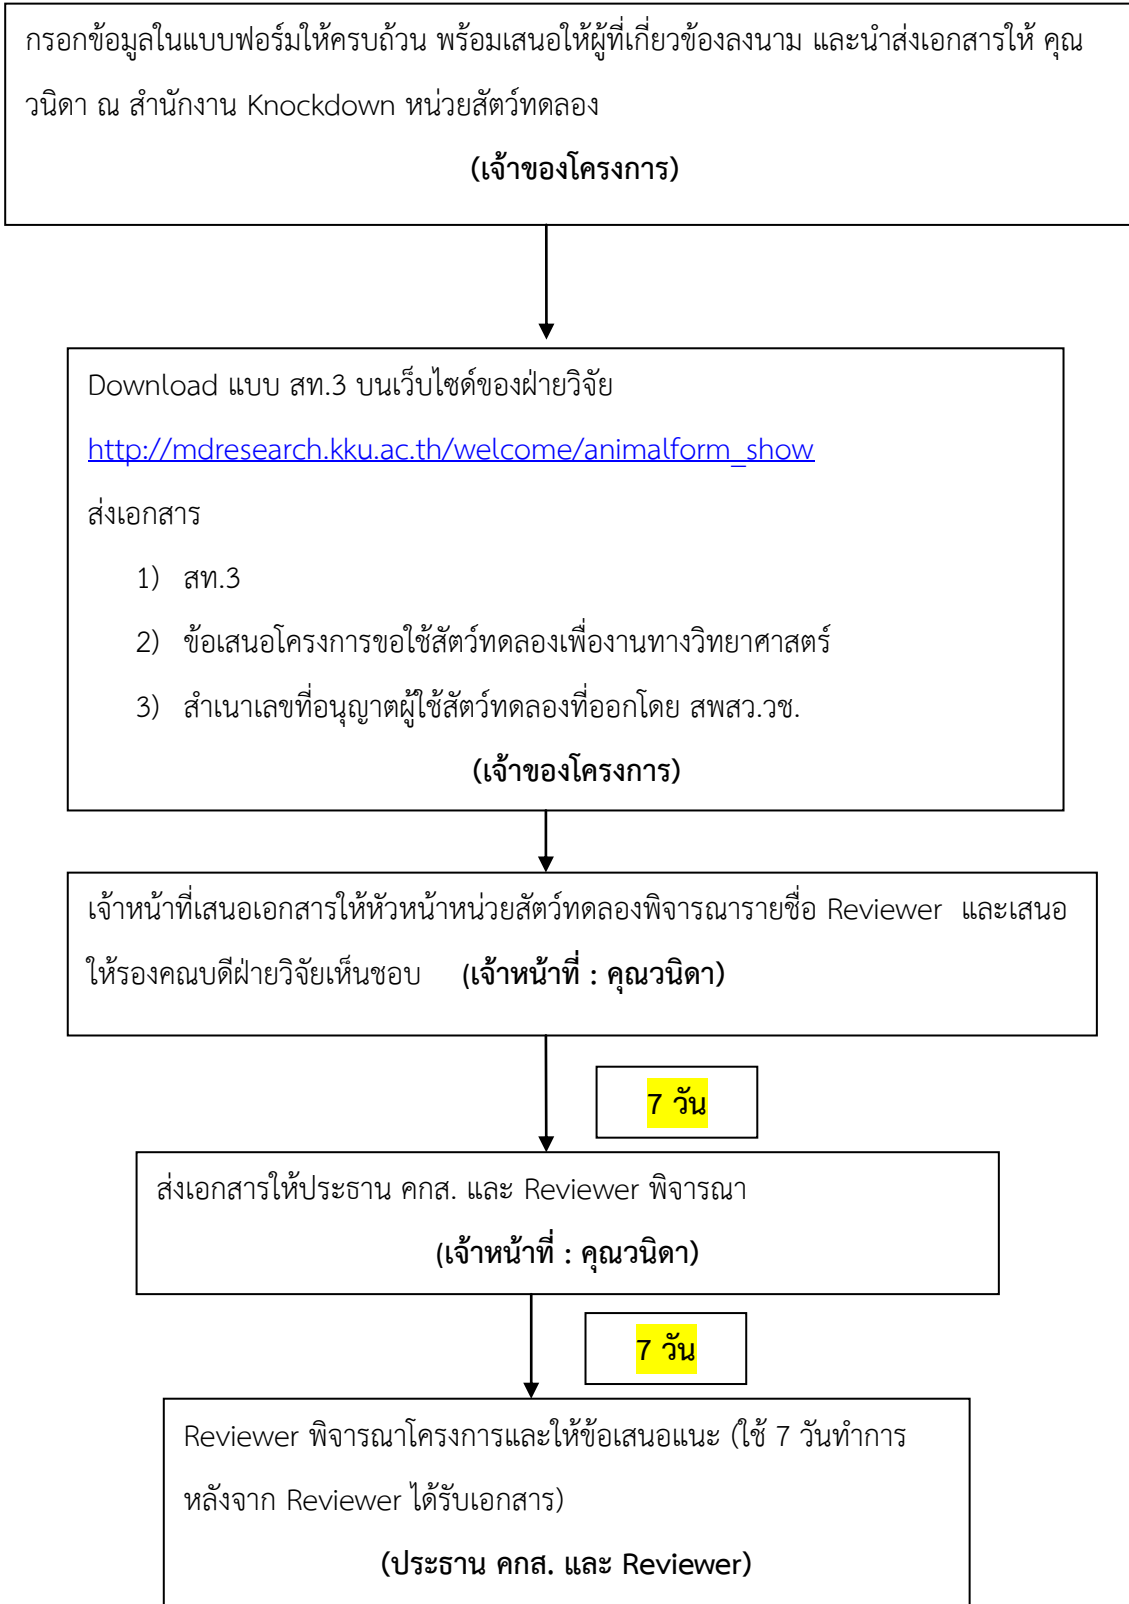 กรอกข้อมูลในแบบฟอร์มให้ครบถ้วน พร้อมเสนอให้ผู้ที่เกี่ยวข้องลงนาม และนำส่งเอกสารให้ คุณ
วนิดา ณ สำนักงาน Knockdown หน่วยสัตว์ทดลอง
(เจ้าของโครงการ)
Download แบบ สท.3 บนเว็บไซด์ของฝ่ายวิจัย
http://mdresearch.kku.ac.th/welcome/animalform_show
ส่งเอกสาร
1) สท.3
2) ข้อเสนอโครงการขอใช้สัตว์ทดลองเพื่องานทางวิทยาศาสตร์
3) สำเนาเลขที่อนุญาตผู้ใช้สัตว์ทดลองที่ออกโดย สพสว.วช.
(เจ้าของโครงการ)
เจ้าหน้าที่เสนอเอกสารให้หัวหน้าหน่วยสัตว์ทดลองพิจารณารายชื่อ Reviewer และเสนอ
ให้รองคณบดีฝ่ายวิจัยเห็นชอบ (เจ้าหน้าที่ : คุณวนิดา)
7 วัน
ส่งเอกสารให้ประธาน คกส. และ Reviewer พิจารณา
(เจ้าหน้าที่ : คุณวนิดา)
7 วัน
Reviewer พิจารณาโครงการและให้ข้อเสนอแนะ (ใช้ 7 วันทำการ
หลังจาก Reviewer ได้รับเอกสาร)
(ประธาน คกส. และ Reviewer)